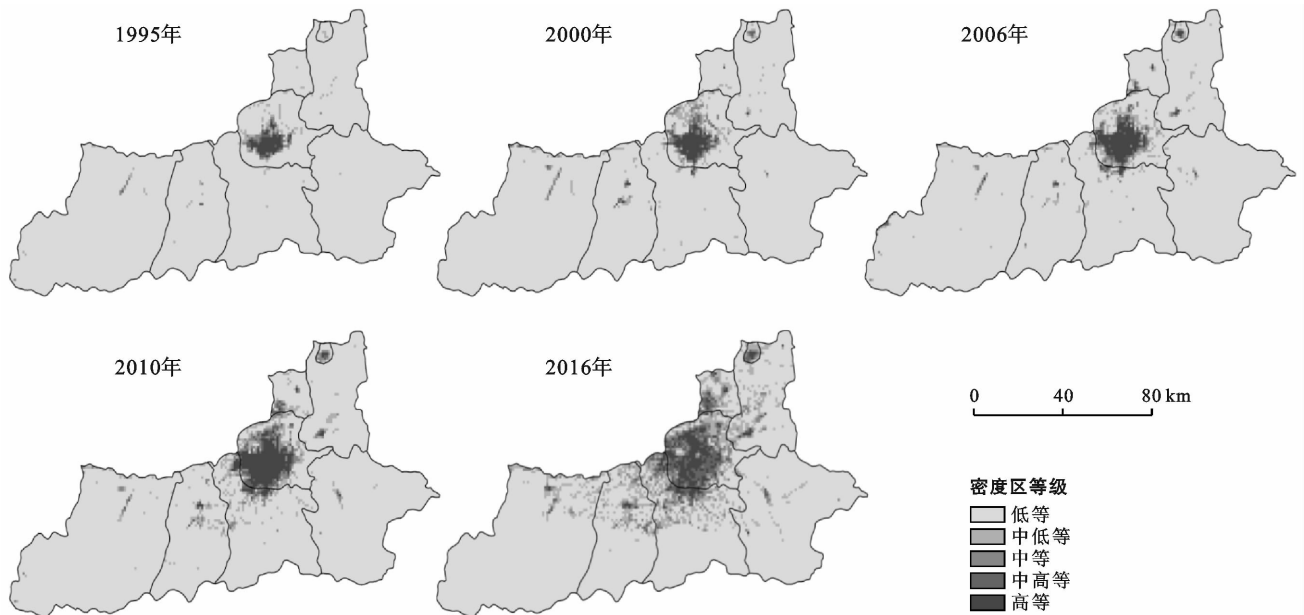 1995年
2000年
2006年
2010年
2016年
0 40 80 km
密度区等级
低等
中低等
中等
中高等
高等